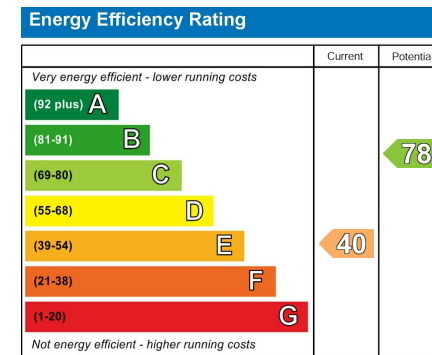 Energy Efficiency Rating
Current Potential
Very energy efficient - lower running costs
(92 plus) A
(81-91) B
78
(69-80) C
(55-68) D
(39-54) E
40
(21-38) F
(1-20) G
Not energy efficient - higher running costs